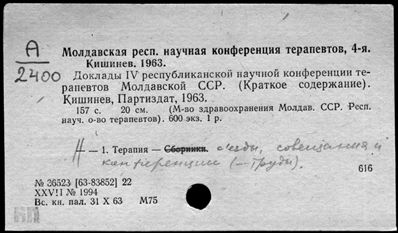 А
2400
Молдавская респ. научная конференция терапевтов, 4-я.
Кишинев. 1963.
Доклады IV республиканской научной конференции те-
рапевтов Молдавской ССР. (Краткое содержание).
Кишинев, Партиздат, 1963.
157 с. 20 см. (М-во здравоохранения Молдав. ССР. Респ.
науч. о-во терапевтов). 600 экз. 1 р.
— 1. Терапия — Сборники. съезды, совещания и
конференции (—Труды).
616
№ 26523 [63-83852] 22
XXVII № 1994
Вс. кн. пал. 31 X 63 М75